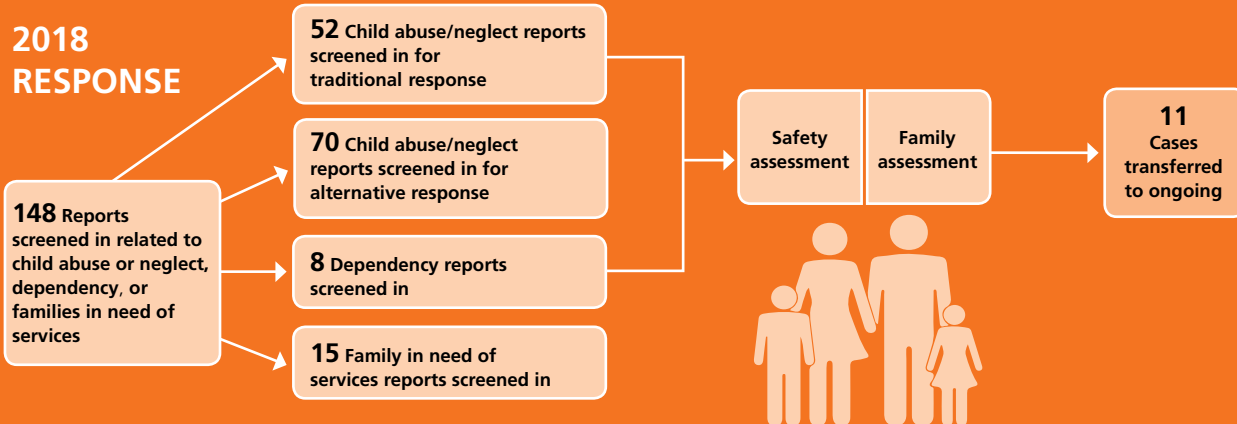 2018
RESPONSE
148 Reports
screened in related to
child abuse or neglect,
dependency, or
families in need of
services
52 Child abuse/neglect reports
screened in for
traditional response
70 Child abuse/neglect
reports screened in for
alternative response
8 Dependency reports
screened in
15 Family in need of
services reports screened in
Safety
assessment
Family
assessment
11
Cases
transferred
to ongoing